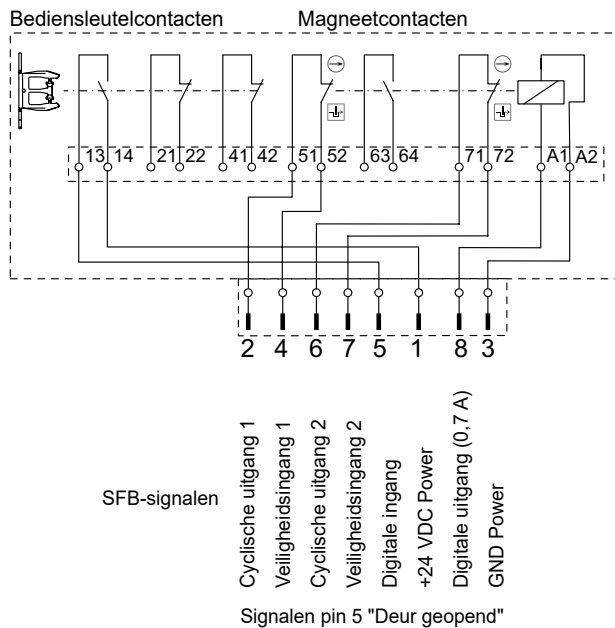 Bediensleutelcontacten Magneetcontacten
13 14 21 22 41 42 51 52 63 64 71 72 A1 A2
2 4 6 7 5 1 8 3
SFB-signalen
Cyclische uitgang 1
Veiligheidsingang 1
Cyclische uitgang 2
Veiligheidsingang 2
Digitale ingang
+24 VDC Power
Digitale uitgang (0,7 A)
GND Power
Signalen pin 5 "Deur geopend"